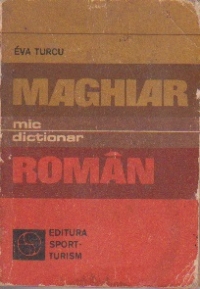 ÉVA TURCU
MAGHIAR
mic
dicționar
ROMÂN
EDITURA
SPORT-
TURISM